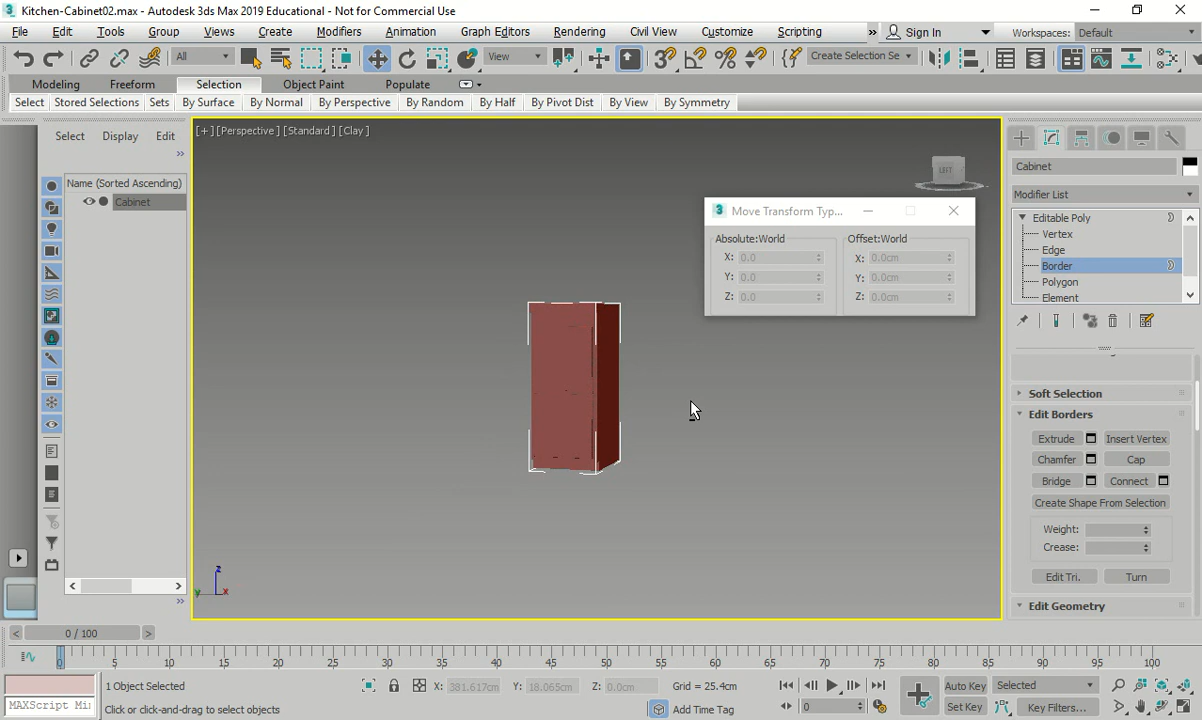 Kitchen-Cabinet02.max - Autodesk 3ds Max 2019 Educational - Not for Commercial Use
File Edit Tools Group Views Create Modifiers Animation Graph Editors Rendering Civil View Customize Scripting » Sign In Workspaces: Default
All View Create Selection Se
Modeling Freeform Selection Object Paint Populate
Select Stored Selections Sets By Surface By Normal By Perspective By Random By Half By Pivot Dist By View By Symmetry
Select Display Edit
Name (Sorted Ascending)
Cabinet
[+] [Perspective] [Standard] [Clay]
LEFT
3 Move Transform Typ...
Absolute:World Offset:World
X: 0.0 X: 0.0cm
Y: 0.0 Y: 0.0cm
Z: 0.0 Z: 0.0cm
z
y x
Cabinet
Modifier List
Editable Poly
Vertex
Edge
Border
Polygon
Element
Soft Selection
Edit Borders
Extrude Insert Vertex
Chamfer Cap
Bridge Connect
Create Shape From Selection
Weight:
Crease:
Edit Tri. Turn
Edit Geometry
< 0 / 100 >
0 5 10 15 20 25 30 35 40 45 50 55 60 65 70 75 80 85 90 95 100
1 Object Selected X: 381.617cm Y: 18.065cm Z: 0.0cm Grid = 25.4cm Auto Key Selected
MAXScript Mi Click or click-and-drag to select objects Add Time Tag 0 Set Key Key Filters...